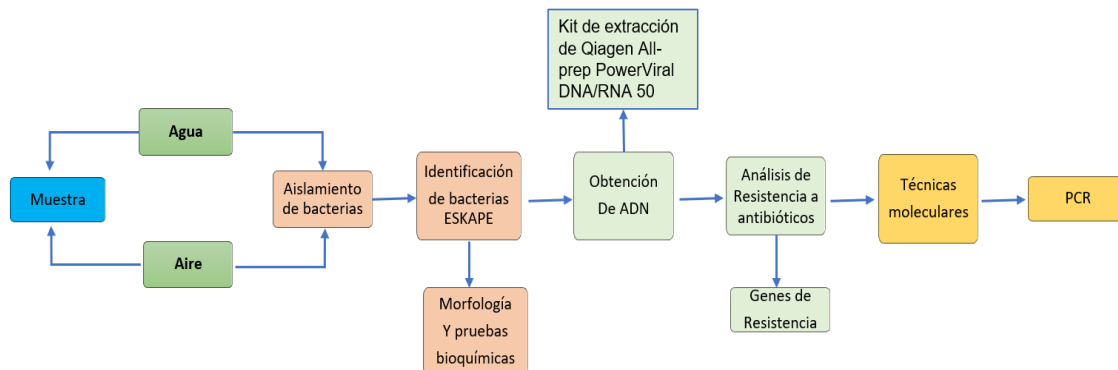 Kit de extracción
de Qiagen All-
prep PowerViral
DNA/RNA 50
Agua
Muestra
Aire
Aislamiento
de bacterias
Identificación
de bacterias
ESKAPE
Morfología
Y pruebas
bioquímicas
Obtención
De ADN
Análisis de
Resistencia a
antibióticos
Genes de
Resistencia
Técnicas
moleculares
PCR